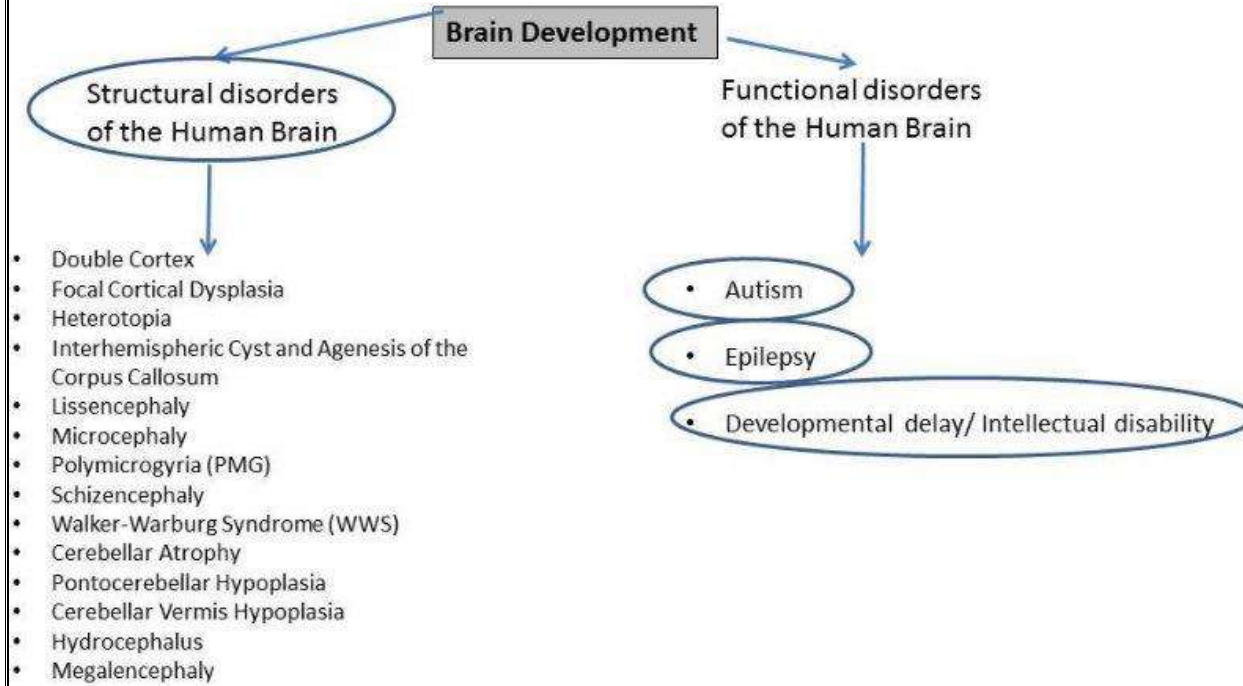 Brain Development
Structural disorders
of the Human Brain
• Double Cortex
• Focal Cortical Dysplasia
• Heterotopia
• Interhemispheric Cyst and Agenesis of the
Corpus Callosum
• Lissencephaly
• Microcephaly
• Polymicrogyria (PMG)
• Schizencephaly
• Walker-Warburg Syndrome (WWS)
• Cerebellar Atrophy
• Pontocerebellar Hypoplasia
• Cerebellar Vermis Hypoplasia
• Hydrocephalus
• Megalencephaly
Functional disorders
of the Human Brain
• Autism
• Epilepsy
• Developmental delay/ Intellectual disability